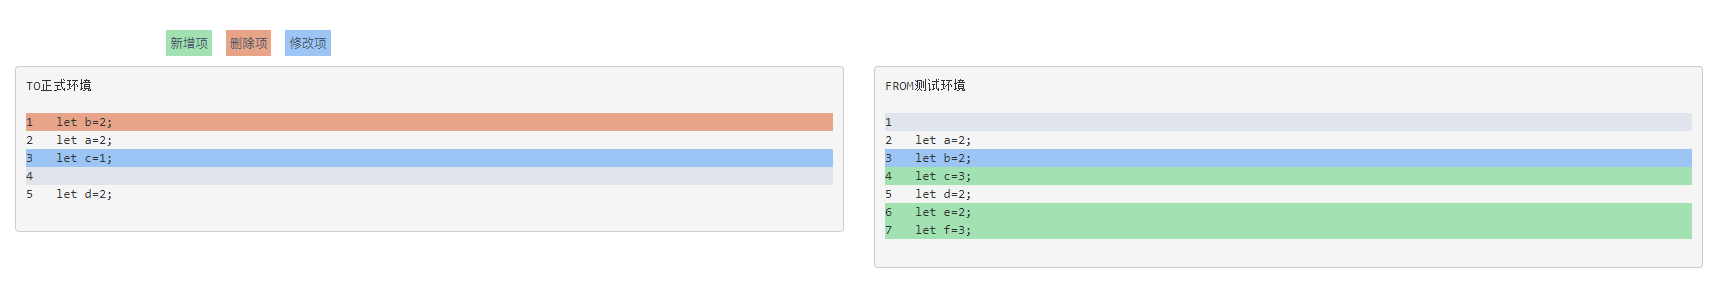 新增项 删除项 修改项
TO正式环境
1 let b=2;
2 let a=2;
3 let c=1;
4
5 let d=2;
FROM测试环境
1
2 let a=2;
3 let b=2;
4 let c=3;
5 let d=2;
6 let e=2;
7 let f=3;